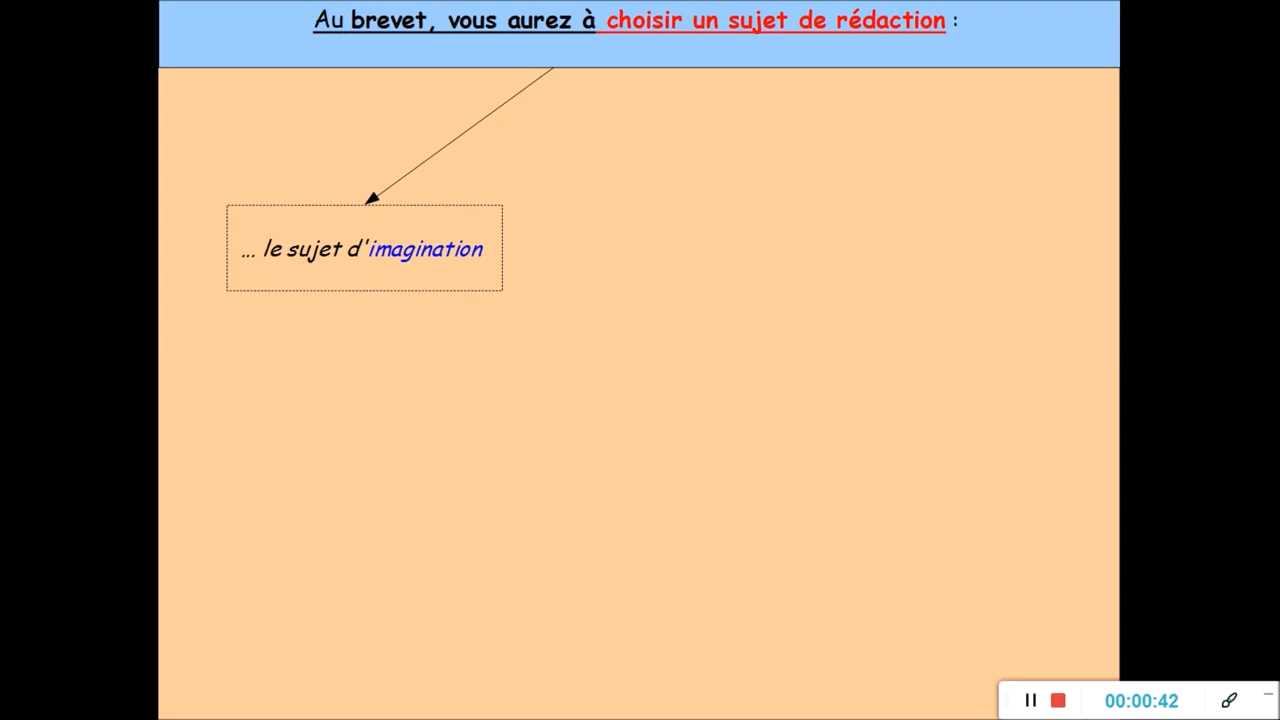 Au brevet, vous aurez à choisir un sujet de rédaction :
... le sujet d'imagination
00:00:42